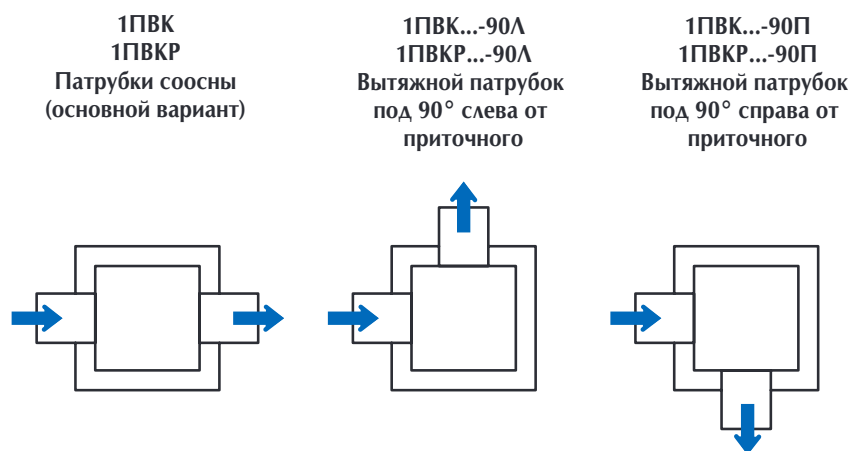 1ПВК
1ПВКР
Патрубки соосны
(основной вариант)
1ПВК...-90Л
1ПВКР...-90Л
Вытяжной патрубок
под 90° слева от
приточного
1ПВК...-90П
1ПВКР...-90П
Вытяжной патрубок
под 90° справа от
приточного